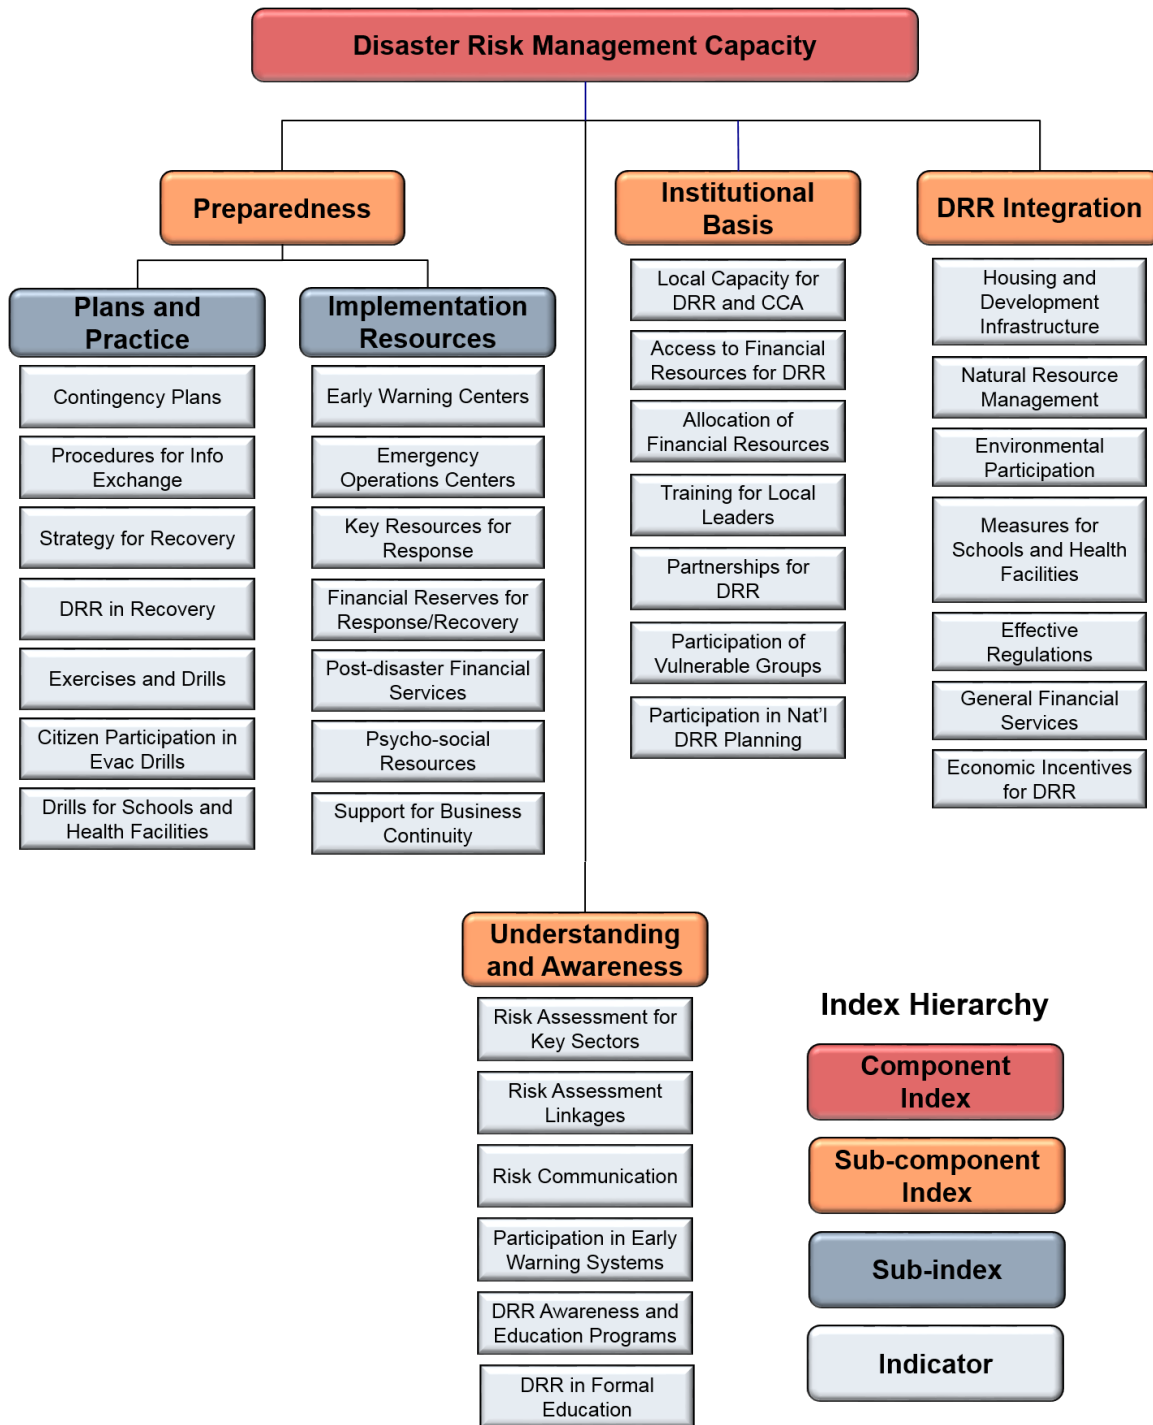 Disaster Risk Management Capacity
Preparedness
Plans and
Practice
Contingency Plans
Procedures for Info
Exchange
Strategy for Recovery
DRR in Recovery
Exercises and Drills
Citizen Participation in
Evac Drills
Drills for Schools and
Health Facilities
Implementation
Resources
Early Warning Centers
Emergency
Operations Centers
Key Resources for
Response
Financial Reserves for
Response/Recovery
Post-disaster Financial
Services
Psycho-social
Resources
Support for Business
Continuity
Institutional
Basis
Local Capacity for
DRR and CCA
Access to Financial
Resources for DRR
Allocation of
Financial Resources
Training for Local
Leaders
Partnerships for
DRR
Participation of
Vulnerable Groups
Participation in Nat’l
DRR Planning
DRR Integration
Housing and
Development
Infrastructure
Natural Resource
Management
Environmental
Participation
Measures for
Schools and Health
Facilities
Effective
Regulations
General Financial
Services
Economic Incentives
for DRR
Understanding
and Awareness
Risk Assessment for
Key Sectors
Risk Assessment
Linkages
Risk Communication
Participation in Early
Warning Systems
DRR Awareness and
Education Programs
DRR in Formal
Education
Index Hierarchy
Component
Index
Sub-component
Index
Sub-index
Indicator